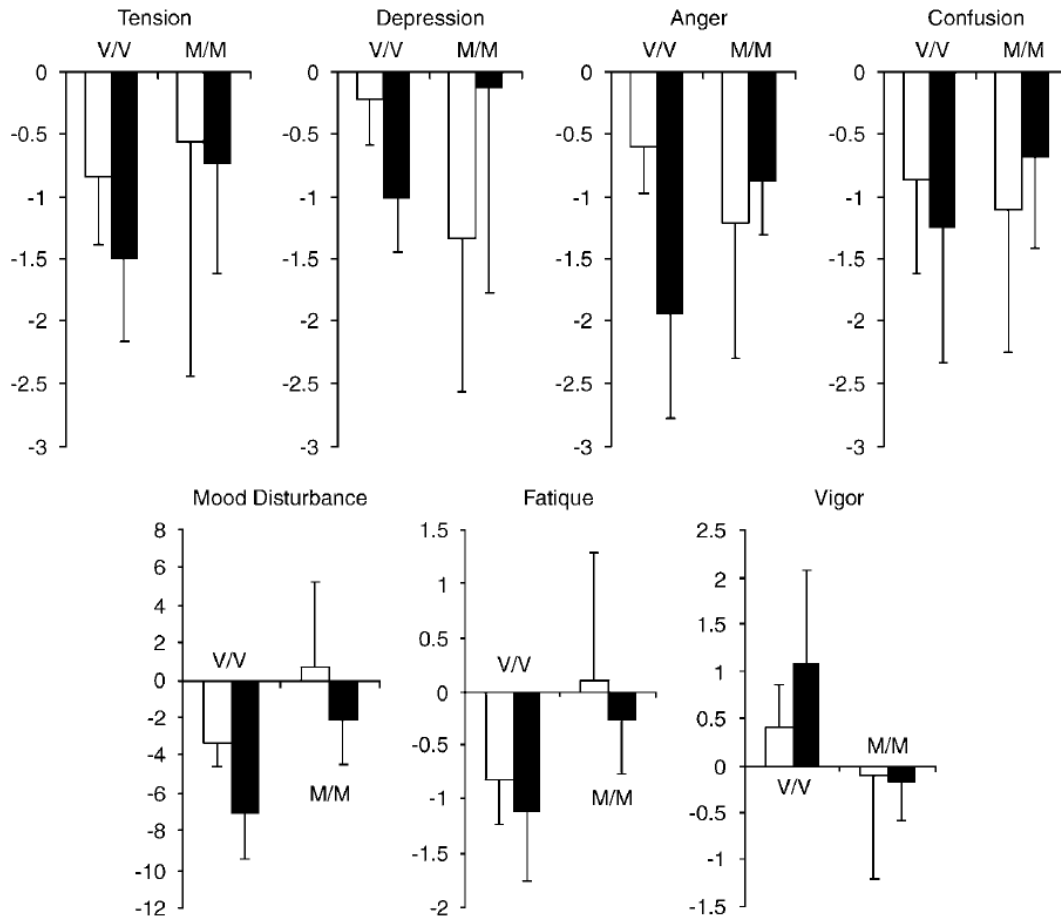 Tension Depression Anger Confusion
V/V M/M V/V M/M V/V M/M V/V M/M
0 0 0 0
-0.5 -0.5 -0.5 -0.5
-1 -1 -1 -1
-1.5 -1.5 -1.5 -1.5
-2 -2 -2 -2
-2.5 -2.5 -2.5 -2.5
-3 -3 -3 -3
Mood Disturbance Fatique Vigor
8
6
4
2
0
-2
-4
-6
-8
-10
-12
V/V
M/M
1.5
1
0.5
0
-0.5
-1
-1.5
-2
V/V
M/M
2.5
2
1.5
1
0.5
0
-0.5
-1
-1.5
M/M
V/V